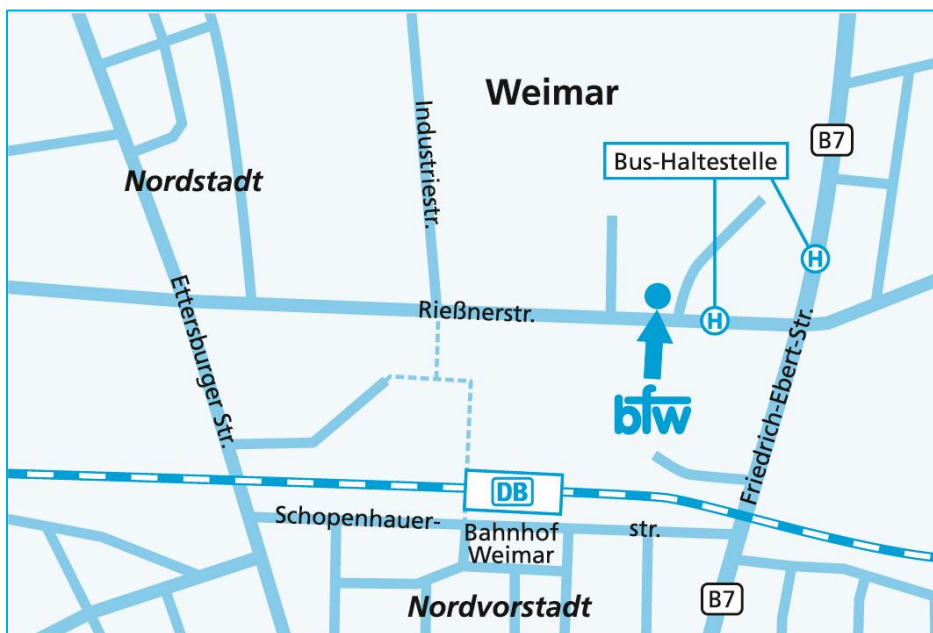 Weimar
B7
Bus-Haltestelle
Industriestr.
Nordstadt
H
H
Ettersburger Str.
Rießnerstr.
Friedrich-Ebert-Str.
bfw
DB
Schopenhauer-
str.
Bahnhof
Weimar
Nordvorstadt
B7